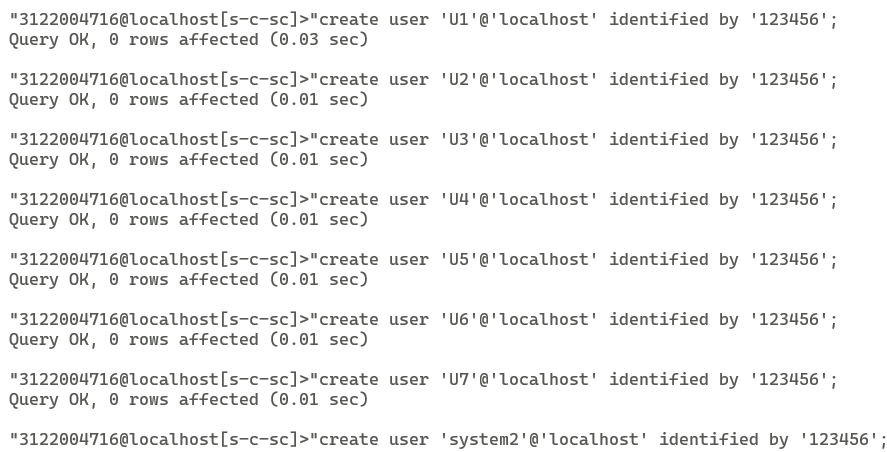 "3122004716@localhost[s-c-sc]>"create user 'U1'@'localhost' identified by '123456';
Query OK, 0 rows affected (0.03 sec)
"3122004716@localhost[s-c-sc]>"create user 'U2'@'localhost' identified by '123456';
Query OK, 0 rows affected (0.01 sec)
"3122004716@localhost[s-c-sc]>"create user 'U3'@'localhost' identified by '123456';
Query OK, 0 rows affected (0.01 sec)
"3122004716@localhost[s-c-sc]>"create user 'U4'@'localhost' identified by '123456';
Query OK, 0 rows affected (0.01 sec)
"3122004716@localhost[s-c-sc]>"create user 'U5'@'localhost' identified by '123456';
Query OK, 0 rows affected (0.01 sec)
"3122004716@localhost[s-c-sc]>"create user 'U6'@'localhost' identified by '123456';
Query OK, 0 rows affected (0.01 sec)
"3122004716@localhost[s-c-sc]>"create user 'U7'@'localhost' identified by '123456';
Query OK, 0 rows affected (0.01 sec)
"3122004716@localhost[s-c-sc]>"create user 'system2'@'localhost' identified by '123456';